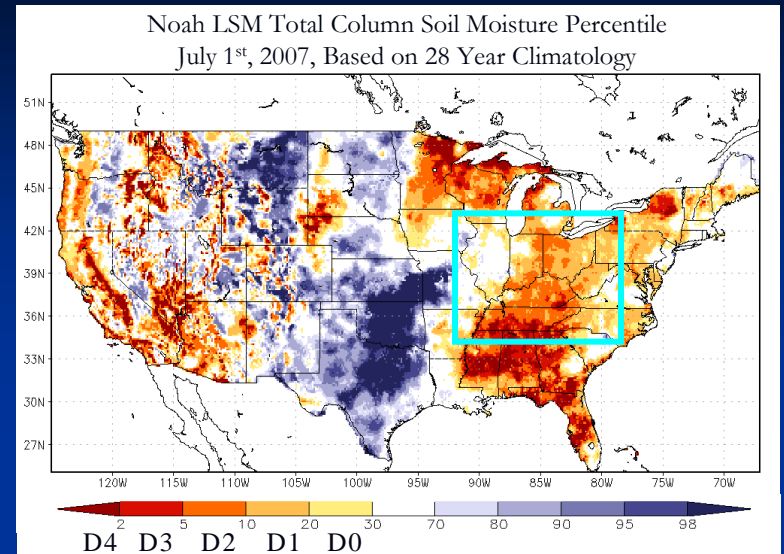 Noah LSM Total Column Soil Moisture Percentile
July 1st, 2007, Based on 28 Year Climatology
51N
48N
45N
42N
39N
36N
33N
30N
27N
120W 115W 110W 105W 100W 95W 90W 85W 80W 75W 70W
2 5 10 20 30 70 80 90 95 98
D4 D3 D2 D1 D0